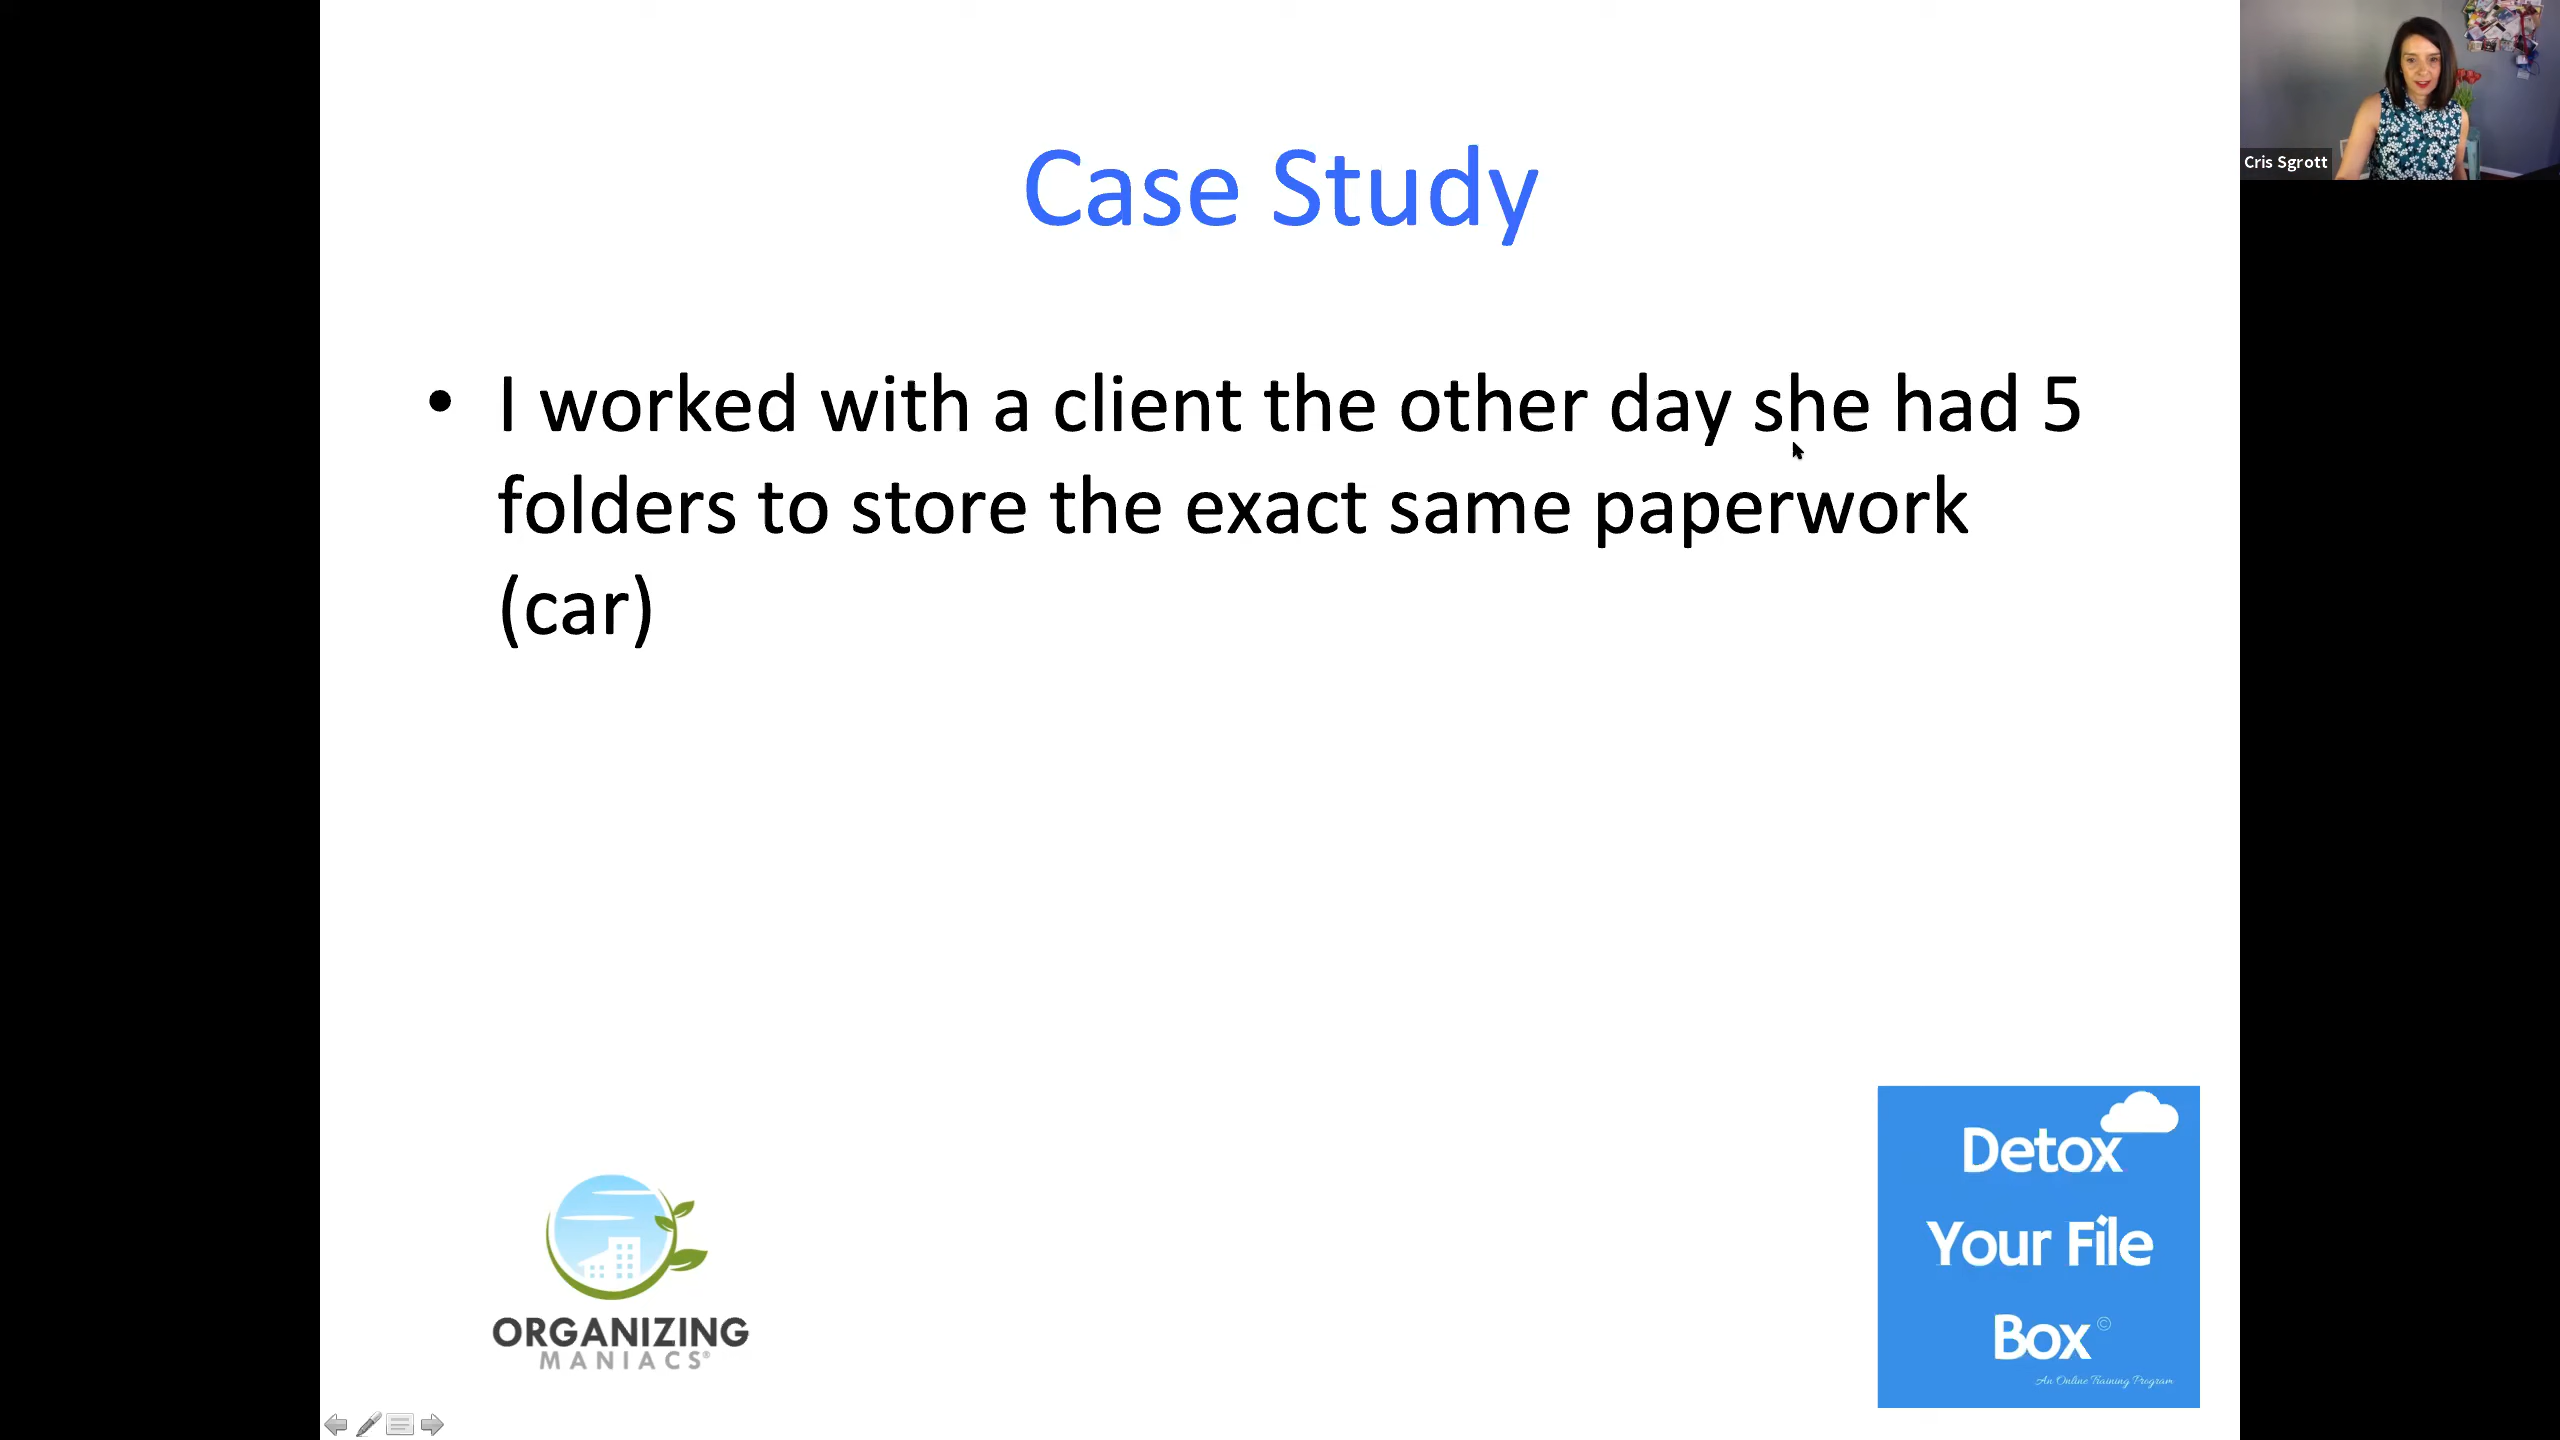 Cris Sgrott
Case Study
• I worked with a client the other day she had 5
folders to store the exact same paperwork
(car)
ORGANIZING
MANIACS®
Detox
Your File
Box©
An Online Training Program